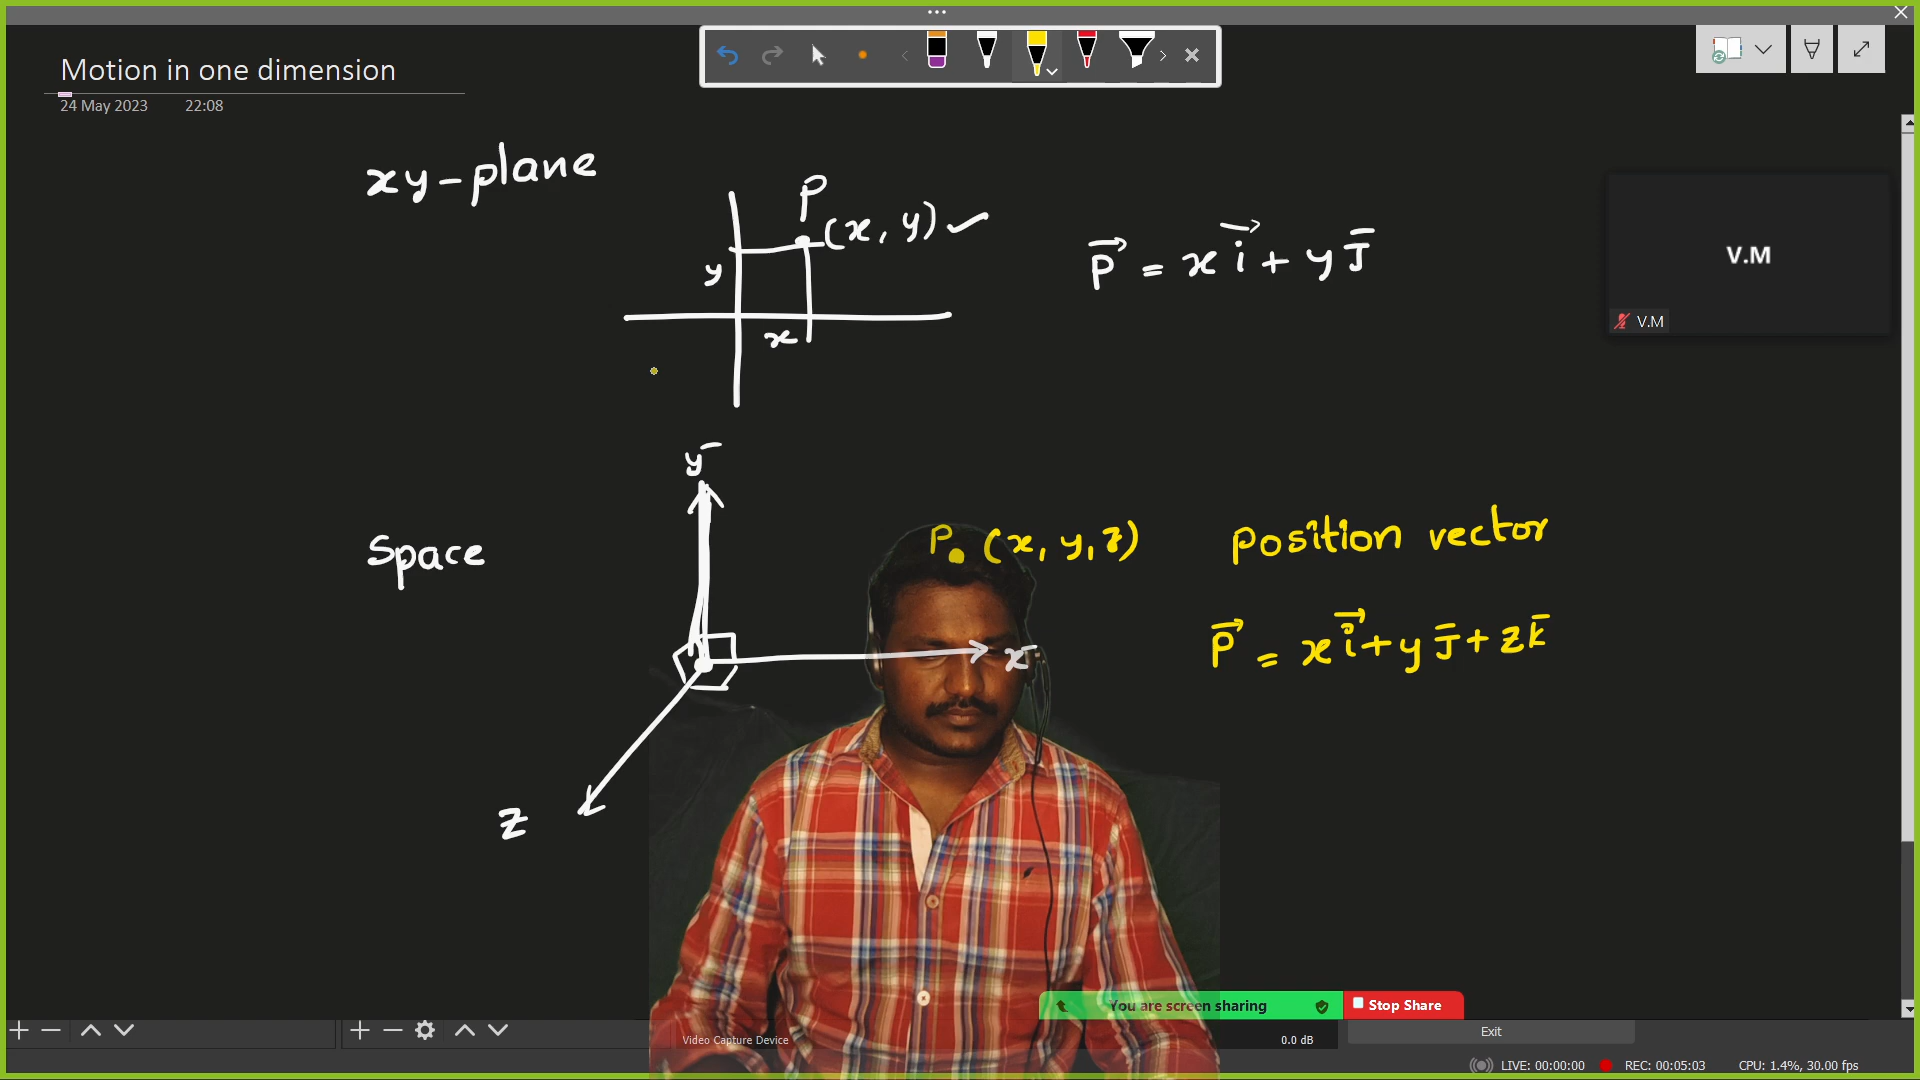 Motion in one dimension
24 May 2023 22:08
xy-plane
P
(x, y)
y
x
P = x i + y J
V.M
V.M
y
Space
P (x, y, z)
position vector
x
P = x i + y J + z k
z
You are screen sharing
Stop Share
Video Capture Device
0.0 dB
Exit
LIVE: 00:00:00
REC: 00:05:03
CPU: 1.4%, 30.00 fps